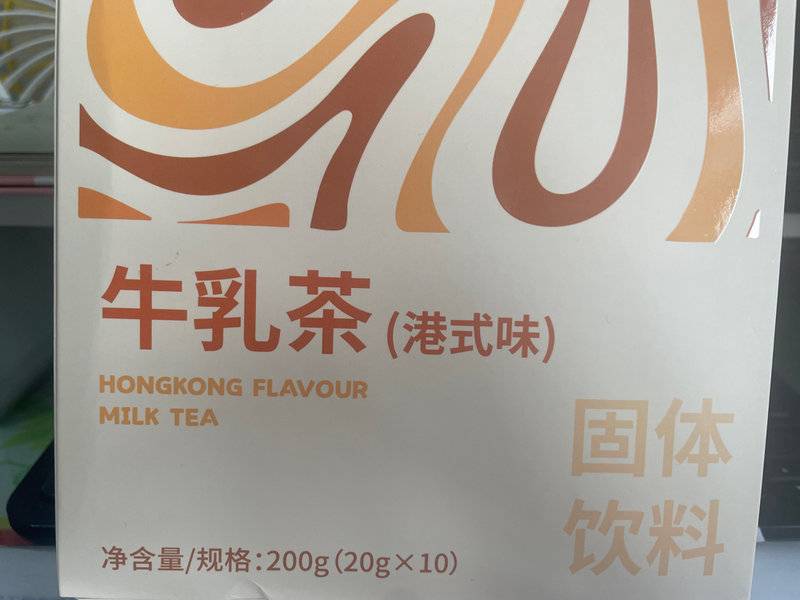 牛乳茶(港式味)
HONGKONG FLAVOUR
MILK TEA
固体
饮料
净含量/规格:200g(20g×10)